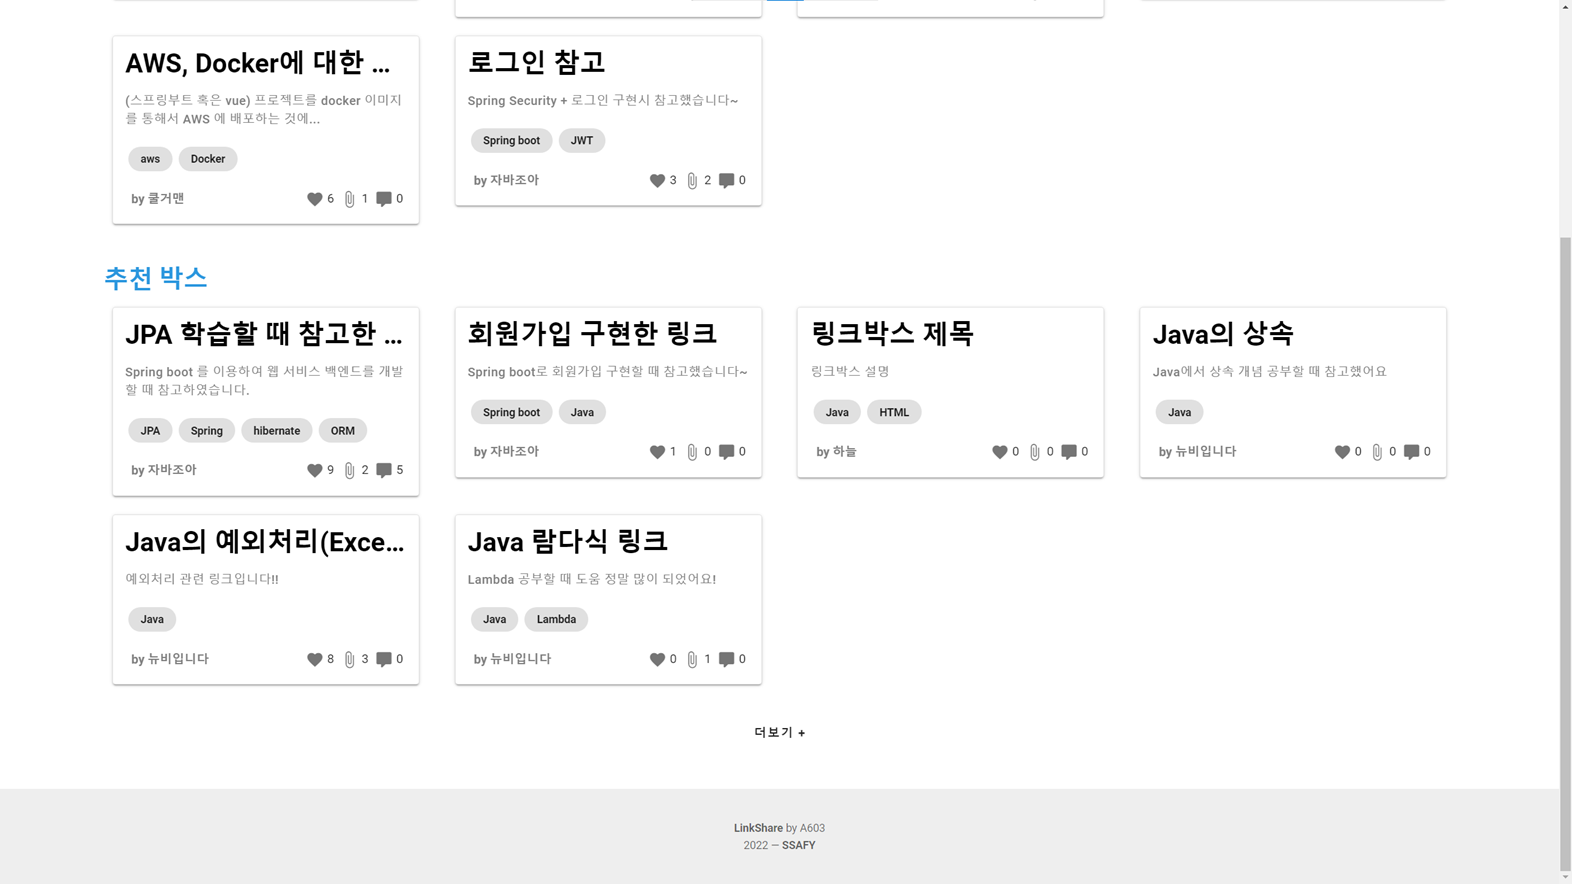 AWS, Docker에 대한 ...
(스프링부트 혹은 vue) 프로젝트를 docker 이미지
를 통해서 AWS 에 배포하는 것에...
aws Docker
by 쿨거맨 6 1 0
로그인 참고
Spring Security + 로그인 구현시 참고했습니다~
Spring boot JWT
by 자바조아 3 2 0
추천 박스
JPA 학습할 때 참고한 ...
Spring boot 를 이용하여 웹 서비스 백엔드를 개발
할 때 참고하였습니다.
JPA Spring hibernate ORM
by 자바조아 9 2 5
회원가입 구현한 링크
Spring boot로 회원가입 구현할 때 참고했습니다~
Spring boot Java
by 자바조아 1 0 0
링크박스 제목
링크박스 설명
Java HTML
by 하늘 0 0 0
Java의 상속
Java에서 상속 개념 공부할 때 참고했어요
Java
by 뉴비입니다 0 0 0
Java의 예외처리(Exce...
예외처리 관련 링크입니다!!
Java
by 뉴비입니다 8 3 0
Java 람다식 링크
Lambda 공부할 때 도움 정말 많이 되었어요!
Java Lambda
by 뉴비입니다 0 1 0
더보기 +
LinkShare by A603
2022 — SSAFY